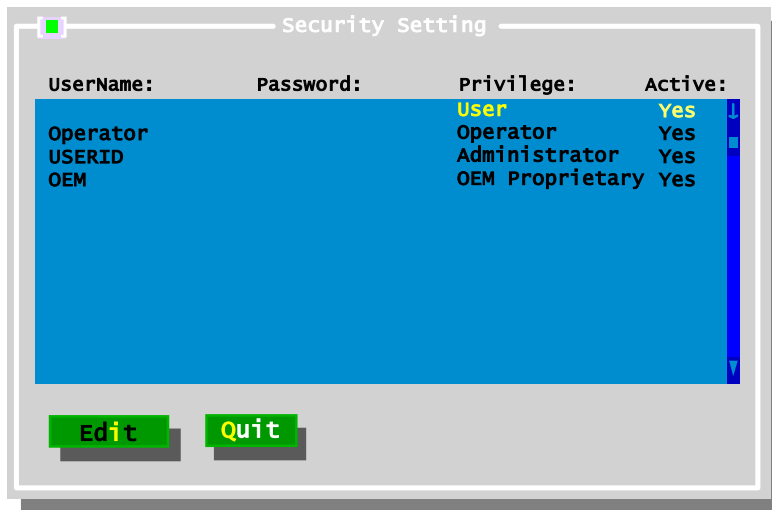 Security Setting
UserName: Password: Privilege: Active:
User Yes
Operator Operator Yes
USERID Administrator Yes
OEM OEM Proprietary Yes
Edit Quit